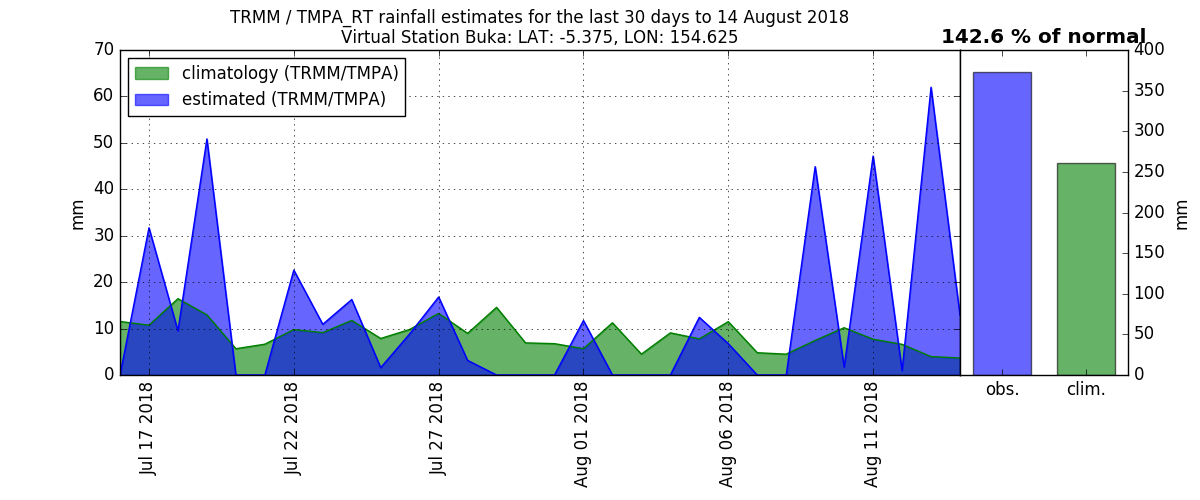 TRMM / TMPA_RT rainfall estimates for the last 30 days to 14 August 2018
Virtual Station Buka: LAT: -5.375, LON: 154.625
142.6 % of normal
climatology (TRMM/TMPA)
estimated (TRMM/TMPA)
70
60
50
40
30
20
10
0
mm
Jul 17 2018
Jul 22 2018
Jul 27 2018
Aug 01 2018
Aug 06 2018
Aug 11 2018
400
350
300
250
200
150
100
50
0
mm
obs.
clim.